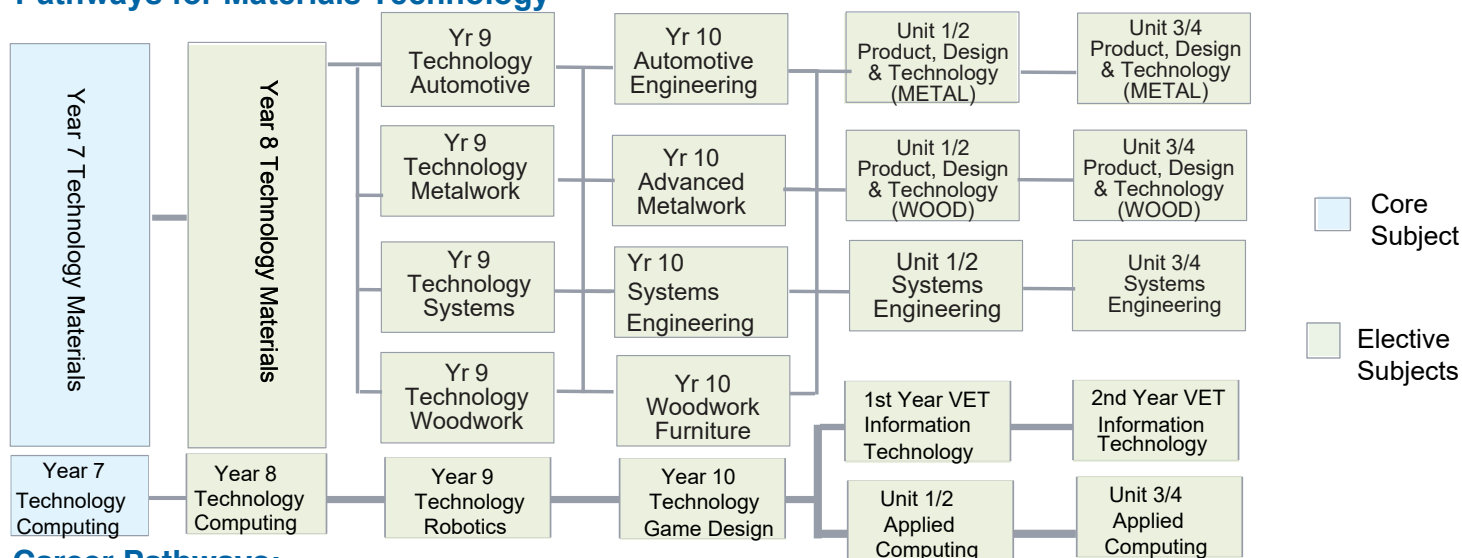 Pathways for Materials Technology
Year 7 Technology Materials
Year 8 Technology Materials
Yr 9
Technology
Automotive
Yr 10
Automotive
Engineering
Unit 1/2
Product, Design
& Technology
(METAL)
Unit 3/4
Product, Design
& Technology
(METAL)
Yr 9
Technology
Metalwork
Yr 10
Advanced
Metalwork
Unit 1/2
Product, Design
& Technology
(WOOD)
Unit 3/4
Product, Design
& Technology
(WOOD)
Yr 9
Technology
Systems
Yr 10
Systems
Engineering
Unit 1/2
Systems
Engineering
Unit 3/4
Systems
Engineering
Yr 9
Technology
Woodwork
Yr 10
Woodwork
Furniture
1st Year VET
Information
Technology
2nd Year VET
Information
Technology
Year 7
Technology
Computing
Year 8
Technology
Computing
Year 9
Technology
Robotics
Year 10
Technology
Game Design
Unit 1/2
Applied
Computing
Unit 3/4
Applied
Computing
Core
Subject
Elective
Subjects
Career Pathways: